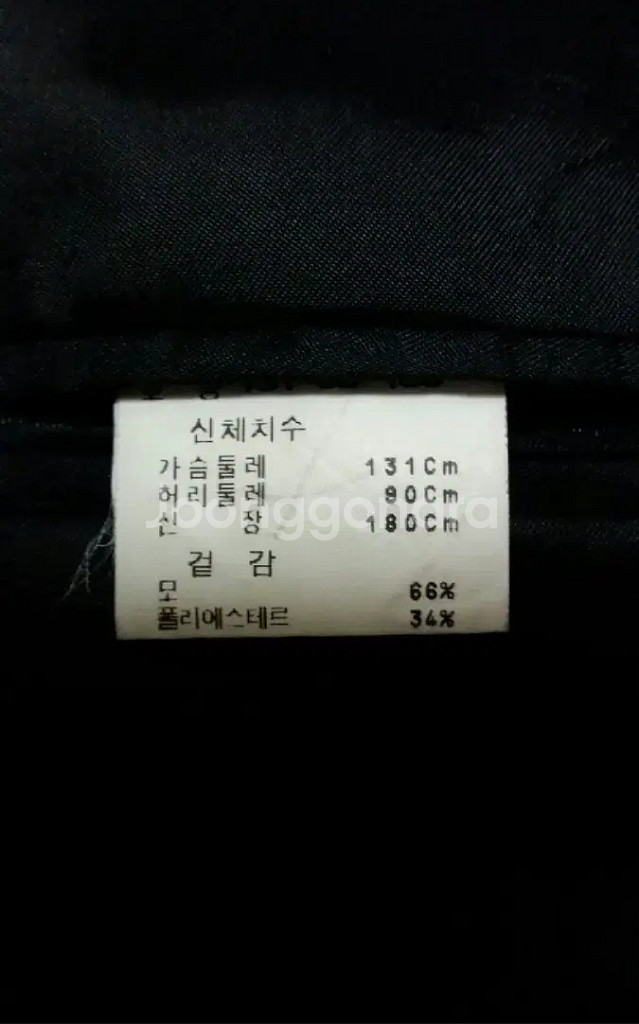 신체치수
가슴둘레 131Cm
허리둘레 90Cm
joonggonara
신 장 180Cm
겉 감
모 66%
폴리에스테르 34%